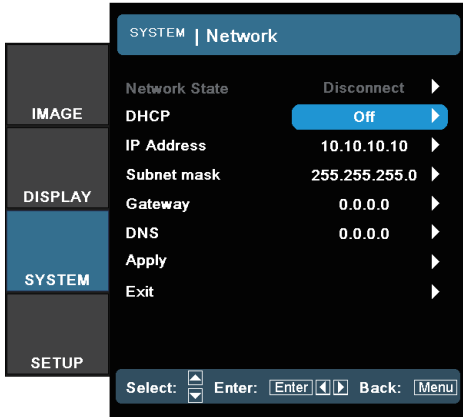 SYSTEM | Network
IMAGE
DISPLAY
SYSTEM
SETUP
Network State Disconnect
DHCP Off
IP Address 10.10.10.10
Subnet mask 255.255.255.0
Gateway 0.0.0.0
DNS 0.0.0.0
Apply
Exit
Select: Enter: Enter Back: Menu